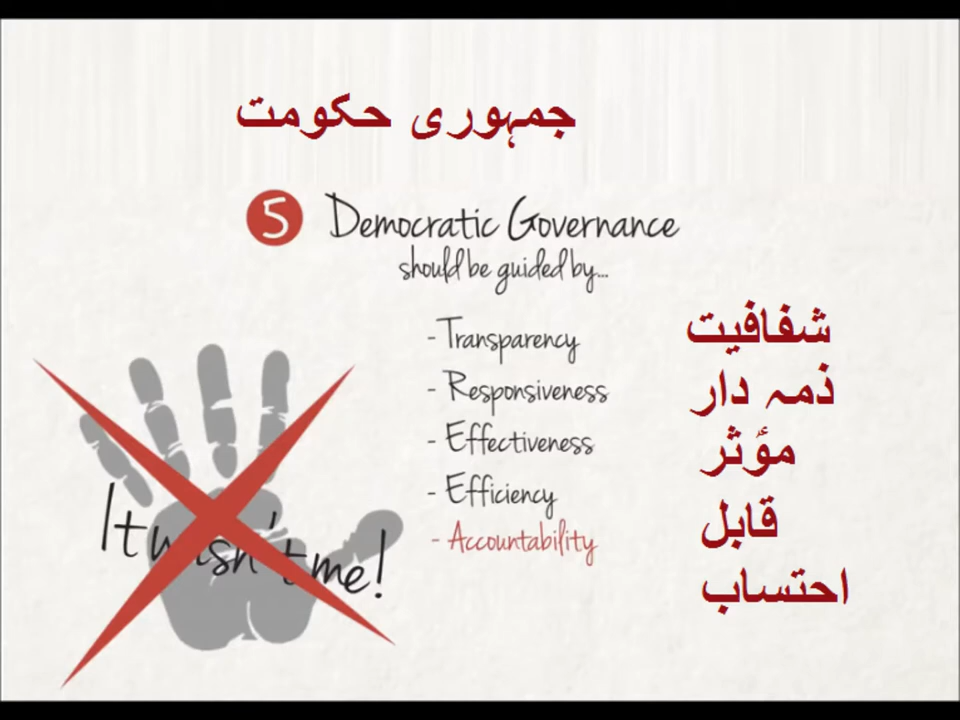 جمہوری حکومت
5 Democratic Governance
should be guided by...
- Transparency
شفافیت
- Responsiveness
ذمہ دار
- Effectiveness
مؤثر
- Efficiency
قابل
- Accountability
احتساب
It wasn't me!